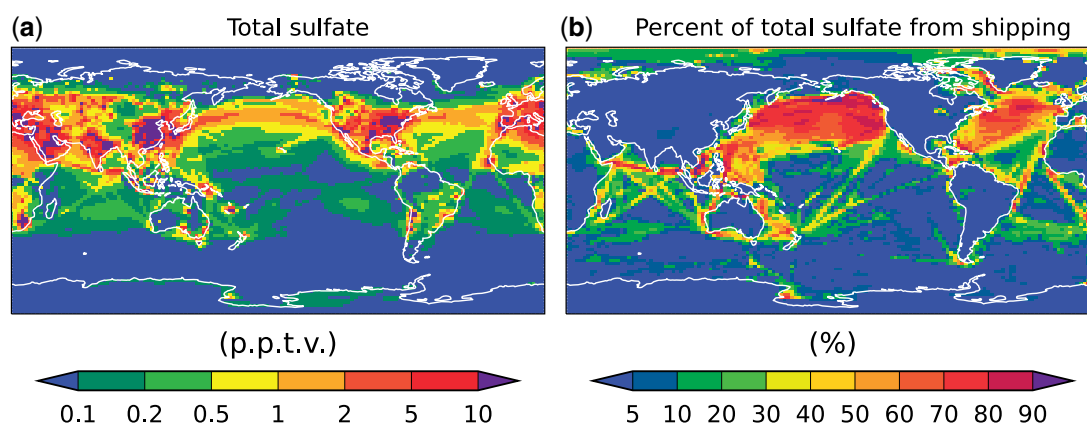 (a) Total sulfate
(b) Percent of total sulfate from shipping
(p.p.t.v.)
0.1 0.2 0.5 1 2 5 10
(%)
5 10 20 30 40 50 60 70 80 90